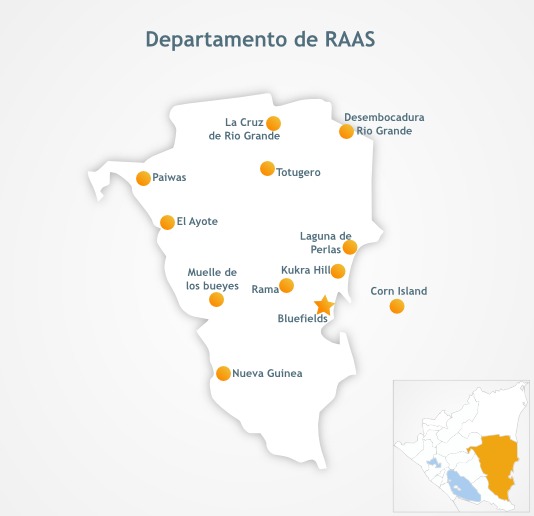 Departamento de RAAS
La Cruz
de Rio Grande
Desembocadura
Rio Grande
Totugero
Paiwas
El Ayote
Laguna de
Perlas
Kukra Hill
Muelle de
los bueyes
Rama
Corn Island
Bluefields
Nueva Guinea